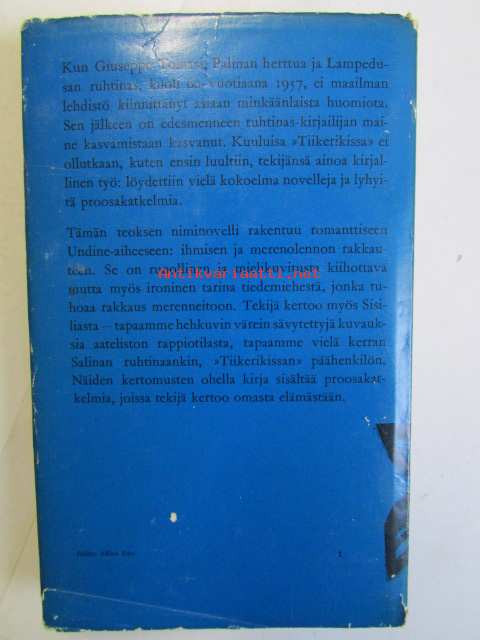 Kun Giuseppe Tomasi, Palman herttua ja Lampedu-
san ruhtinas, kuoli 60-vuotiaana 1957, ei maailman
lehdistö kiinnittänyt asiaan minkäänlaista huomiota.
Sen jälkeen on edesmenneen ruhtinas-kirjailijan mai-
ne kasvamistaan kasvanut. Kuuluisa »Tiikerikissa» ei
ollutkaan, kuten ensin luultiin, tekijänsä ainoa kirjal-
linen työ: löydettiin vielä kokoelma novelleja ja lyhyi-
tä proosakatkelmia.
Tämän teoksen niminovelli rakentuu romanttiseen
Undine-aiheeseen: ihmisen ja merenolennon rakkau-
teen. Se on ja mielikuvitusta kiihottava
antikvariaatti.net
mutta myös ironinen tarina tiedemiehestä, jonka tu-
hoaa rakkaus merenneitoon. Tekijä kertoo myös Sisi-
liasta – tapaamme hehkuvin värein sävytettyjä kuvauk-
sia aateliston rappiotilasta, tapaamme vielä kerran
Salinan ruhtinaankin, »Tiikerikissan» päähenkilön.
Näiden kertomusten ohella kirja sisältää proosakat-
kelmia, joissa tekijä kertoo omasta elämästään.